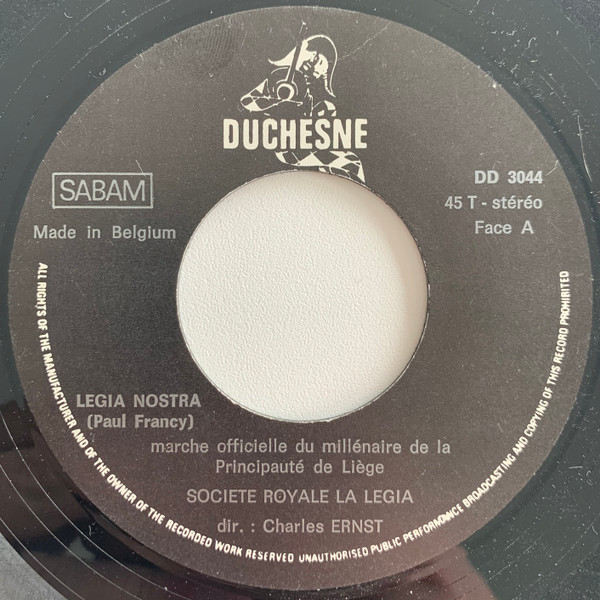 DUCHESNE
SABAM
Made in Belgium
DD 3044
45 T - stéréo
Face A
LEGIA NOSTRA
(Paul Francy)
marche officielle du millénaire de la
Principauté de Liège
SOCIETE ROYALE LA LEGIA
dir. : Charles ERNST
ALL RIGHTS OF THE MANUFACTURER AND OF THE OWNER OF THE RECORDED WORK RESERVED UNAUTHORISED PUBLIC PERFORMDNCE BROADCASTING AND COPYING OF THIS RECORD PROHIBITED